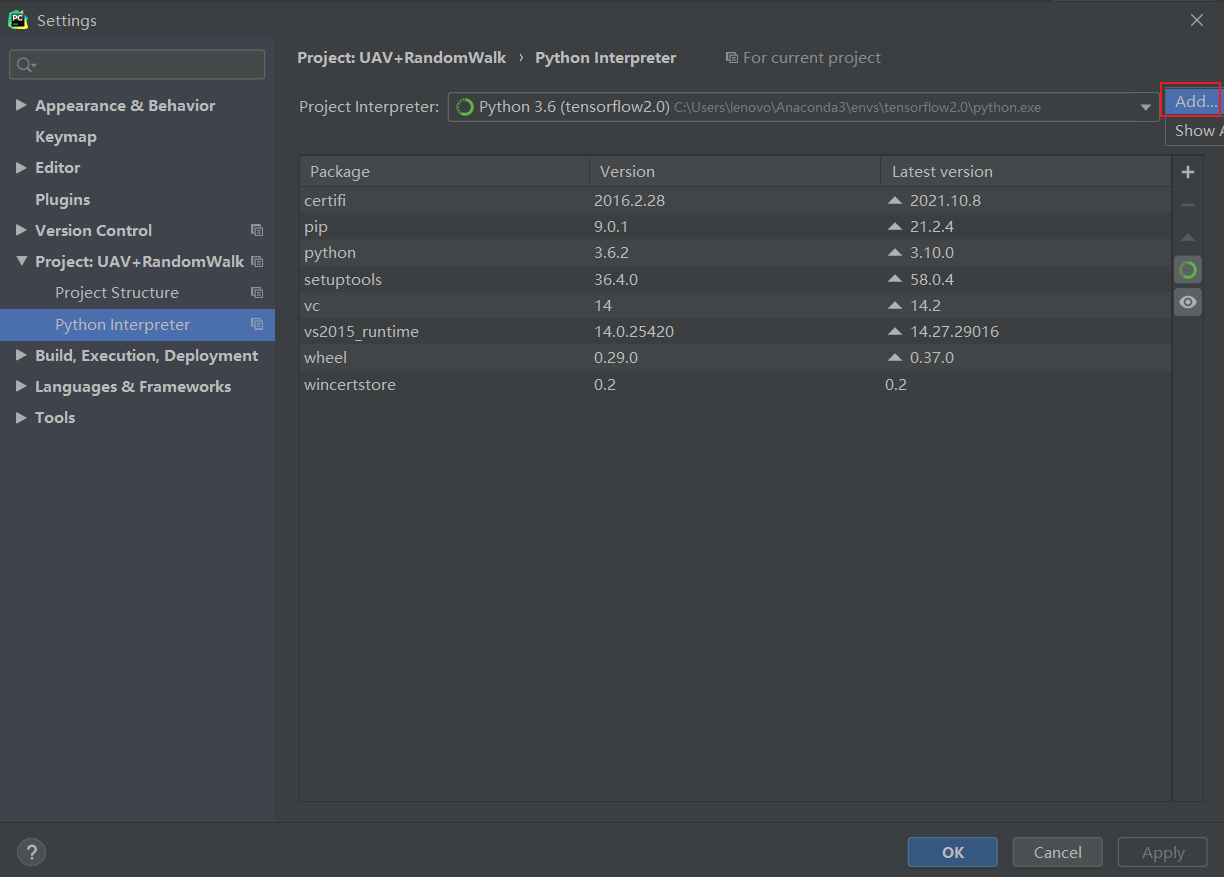 PC Settings
Project: UAV+RandomWalk › Python Interpreter For current project
Appearance & Behavior
Keymap
Editor
Plugins
Version Control
Project: UAV+RandomWalk
Project Structure
Python Interpreter
Build, Execution, Deployment
Languages & Frameworks
Tools
Project Interpreter: Python 3.6 (tensorflow2.0) C:\Users\lenovo\Anaconda3\envs\tensorflow2.0\python.exe
Add...
Show A
Package Version Latest version
certifi 2016.2.28 2021.10.8
pip 9.0.1 21.2.4
python 3.6.2 3.10.0
setuptools 36.4.0 58.0.4
vc 14 14.2
vs2015_runtime 14.0.25420 14.27.29016
wheel 0.29.0 0.37.0
wincertstore 0.2 0.2
? OK Cancel Apply